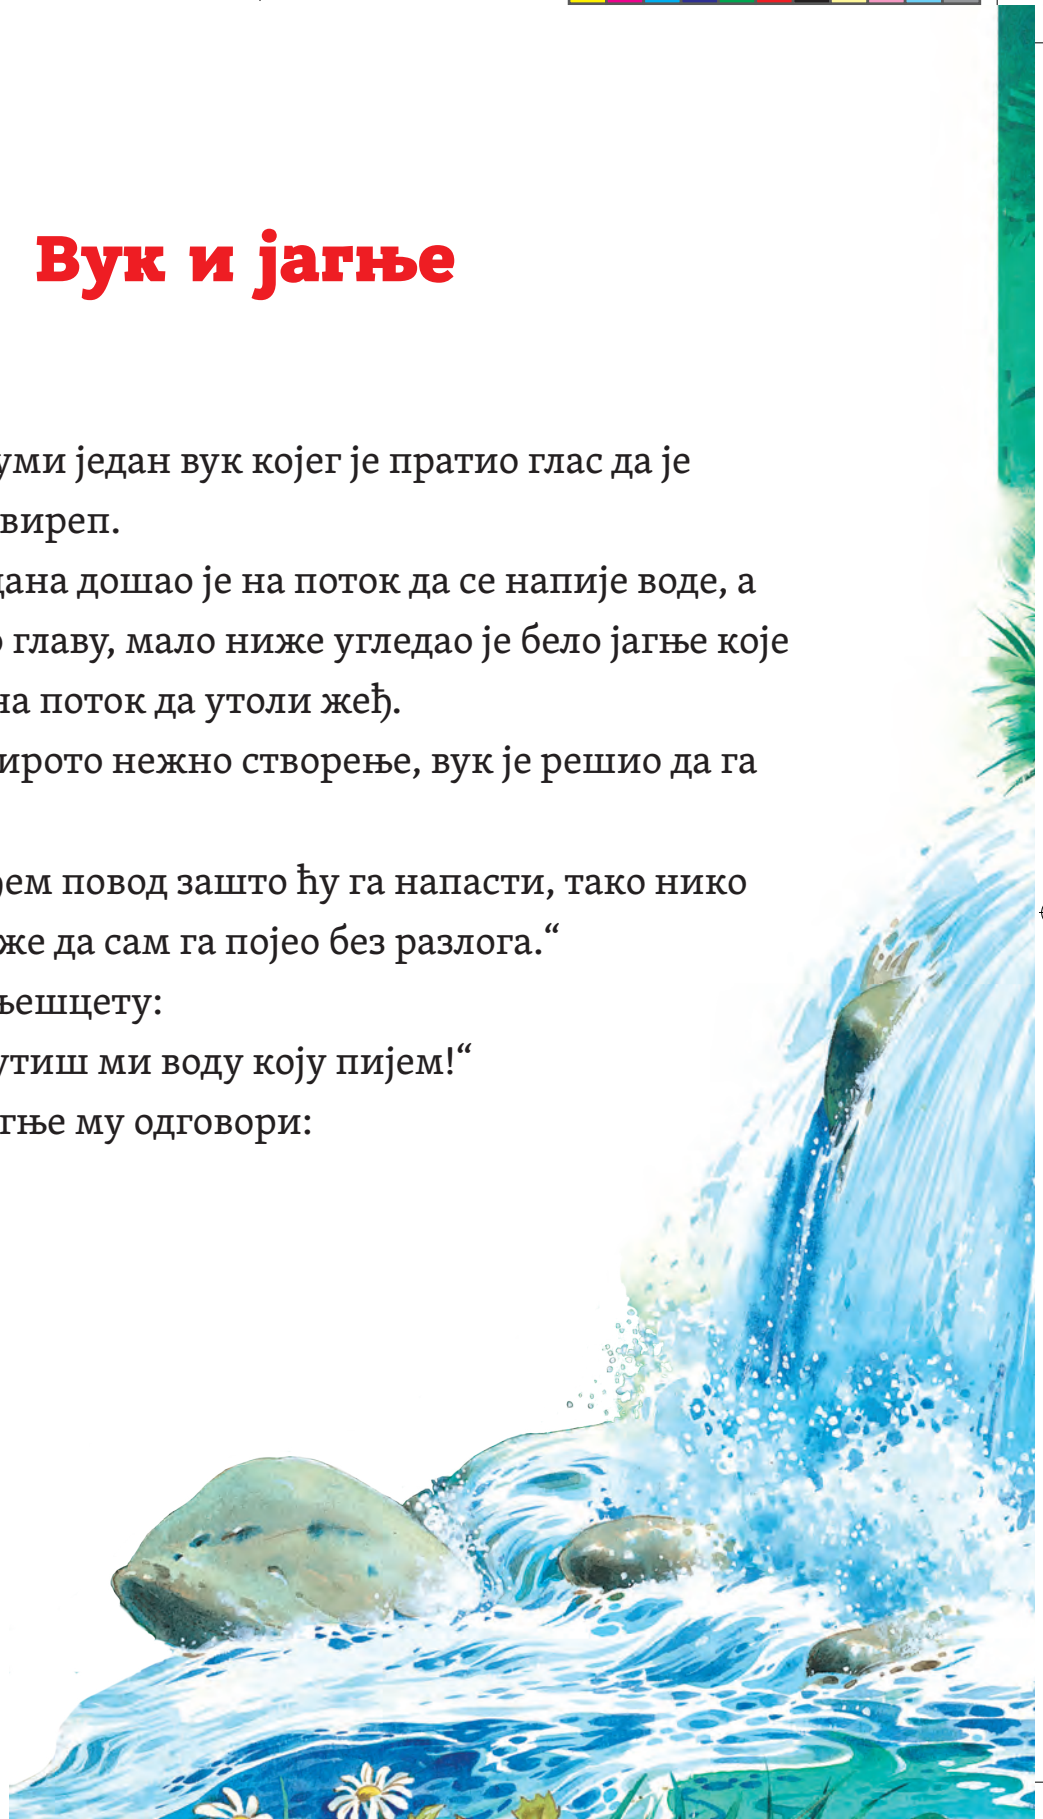 Вук и јагње
уми један вук којег је пратио глас да је
виреп.
дана дошао је на поток да се напије воде, а
главу, мало ниже угледао је бело јагње које
на поток да утоли жеђ.
ирото нежно створење, вук је решио да га
ем повод зашто ћу га напасти, тако нико
же да сам га појео без разлога.“
њешцету:
утиш ми воду коју пијем!“
гње му одговори: